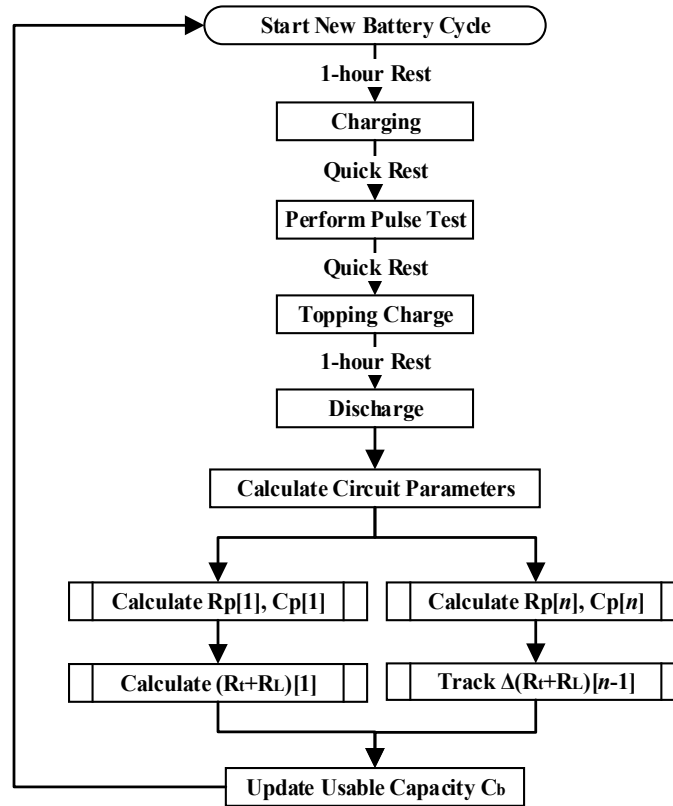 Start New Battery Cycle
1-hour Rest
Charging
Quick Rest
Perform Pulse Test
Quick Rest
Topping Charge
1-hour Rest
Discharge
Calculate Circuit Parameters
Calculate Rp[1], Cp[1]
Calculate Rp[n], Cp[n]
Calculate (Rt+RL)[1]
Track Δ(Rt+RL)[n-1]
Update Usable Capacity Cb